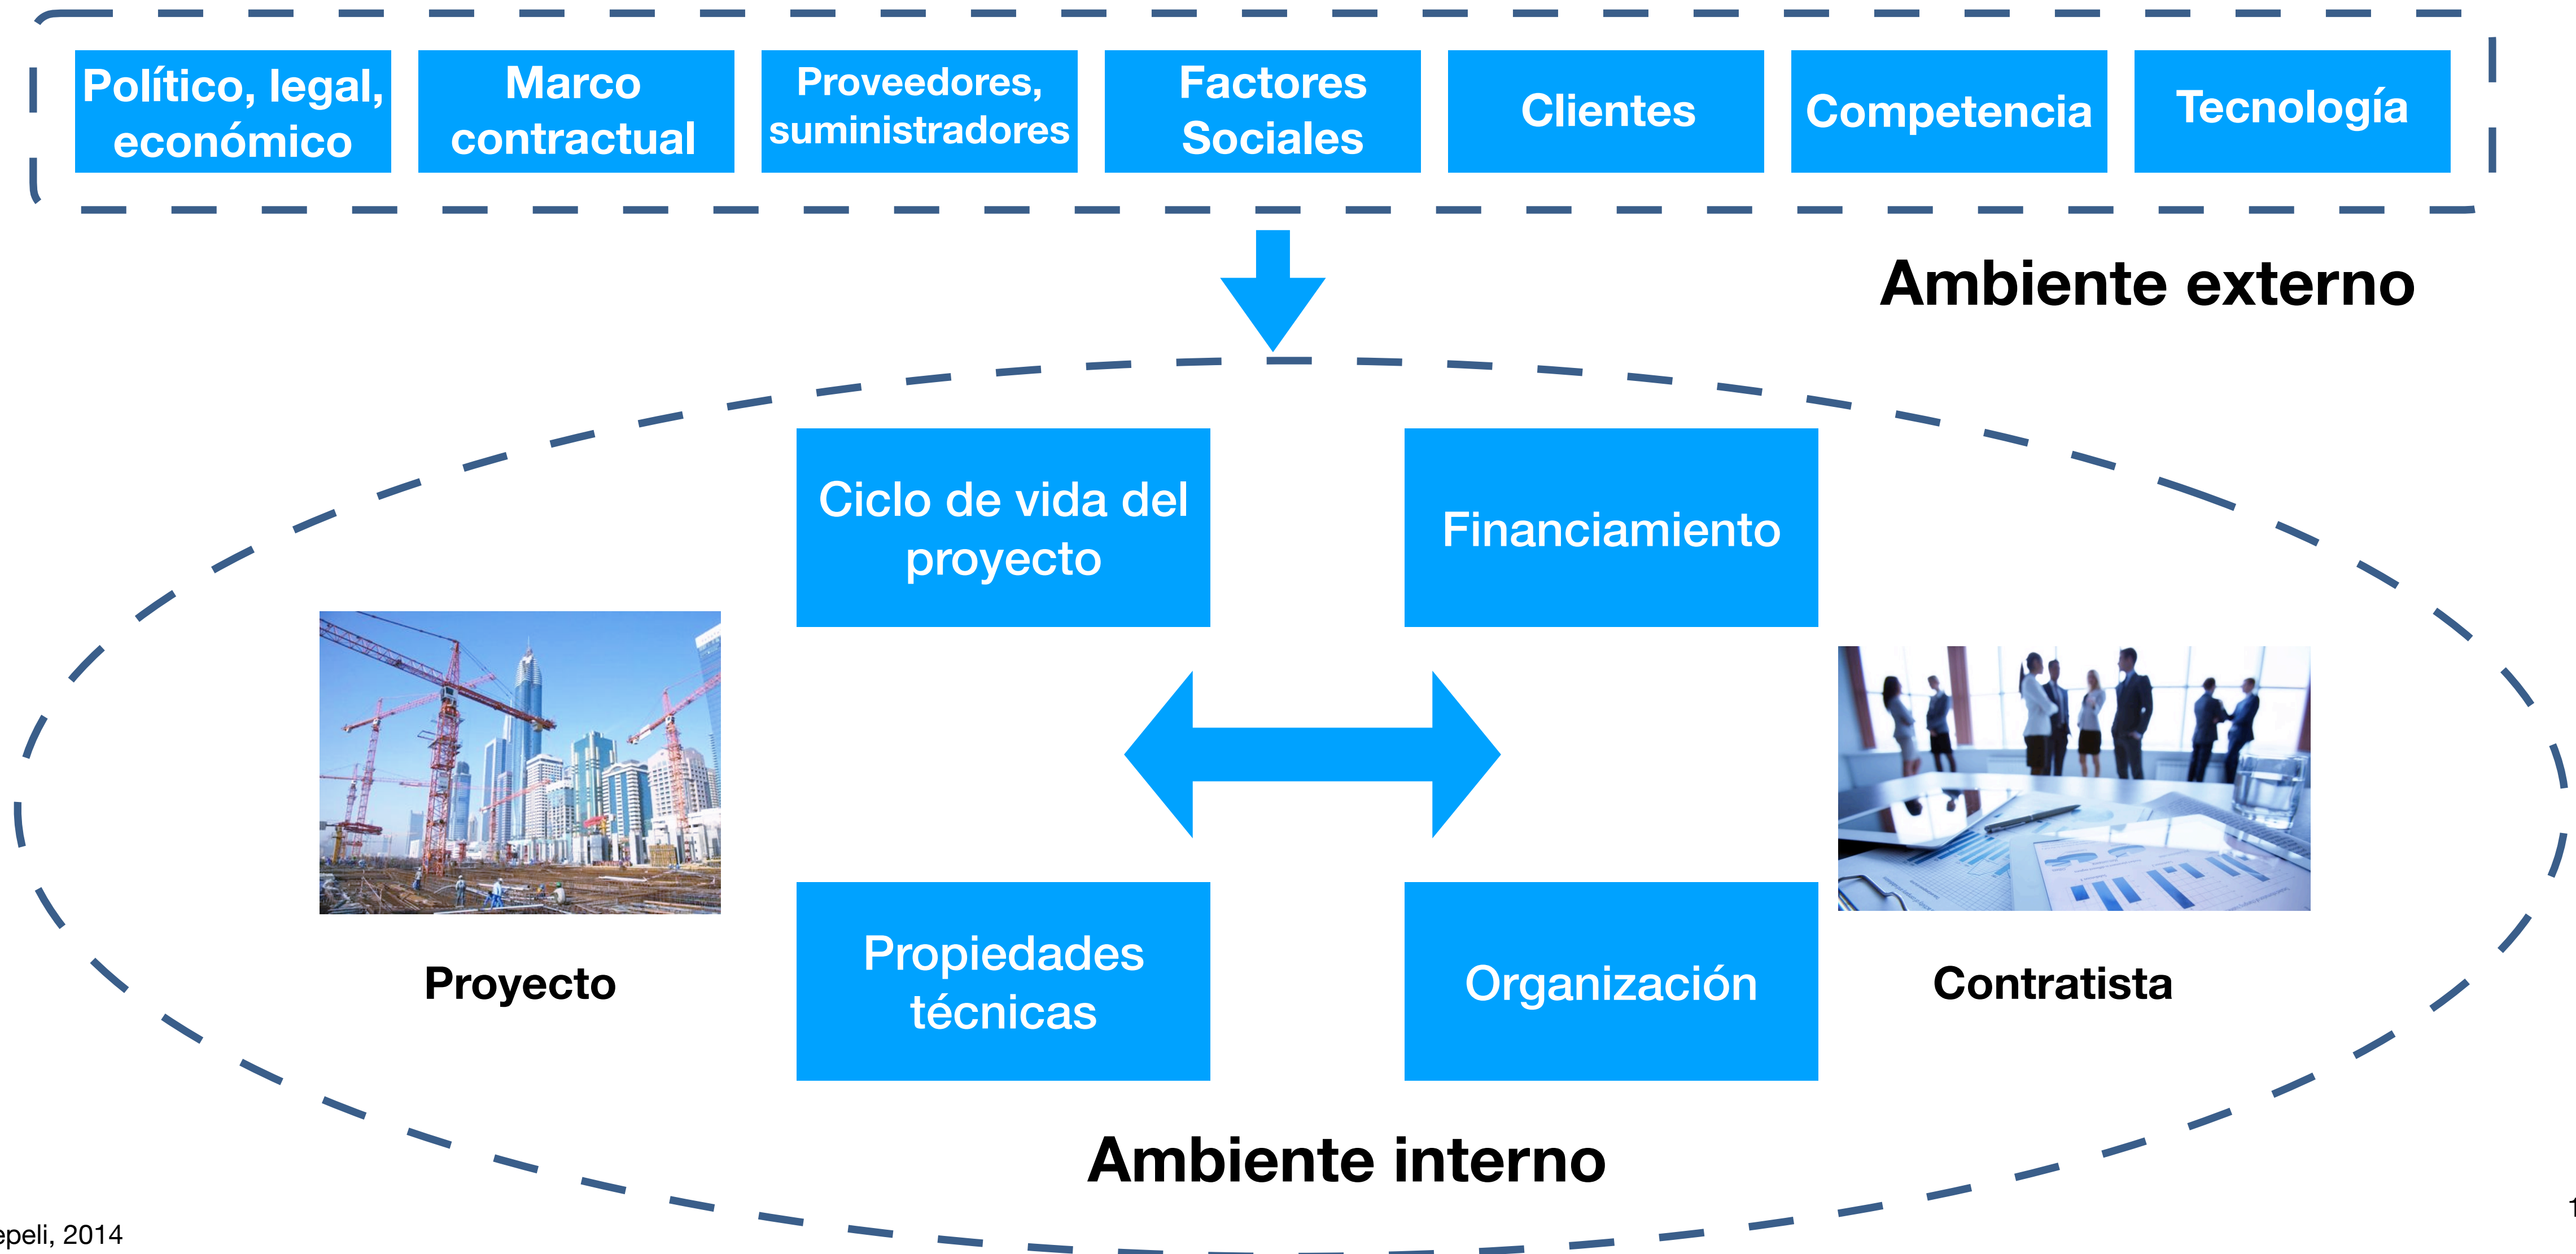 Político, legal,
económico
Marco
contractual
Proveedores,
suministradores
Factores
Sociales
Clientes
Competencia
Tecnología
Ambiente externo
Ciclo de vida del
proyecto
Financiamiento
Proyecto
Contratista
Propiedades
técnicas
Organización
Ambiente interno
2014